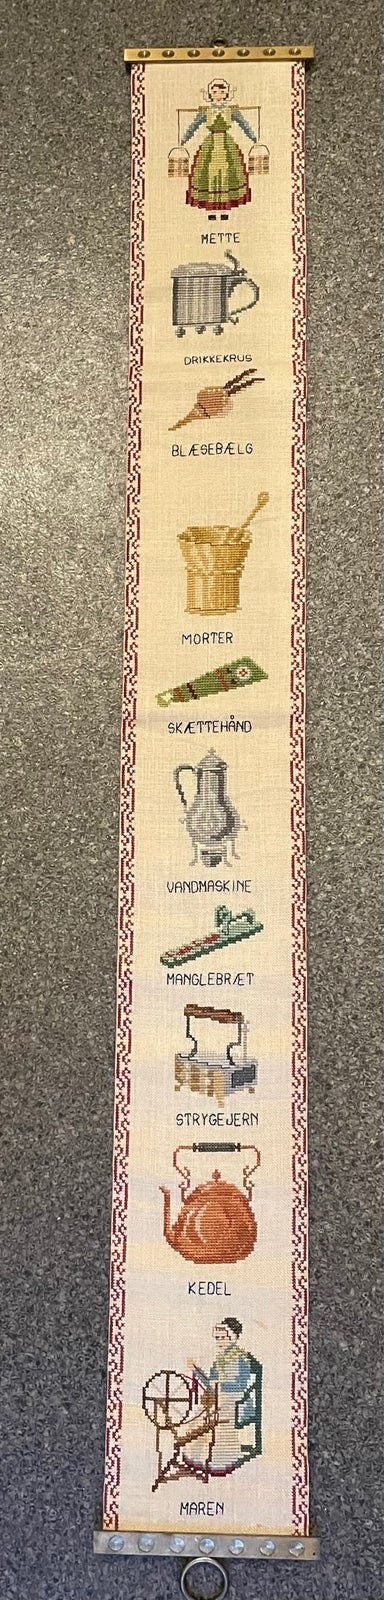 METTE
DRIKKEKRUS
BLÆSEBÆLG
MORTER
SKÆTTEHÅND
VANDMASKINE
MANGLEBRÆT
STRYGEJERN
KEDEL
MAREN